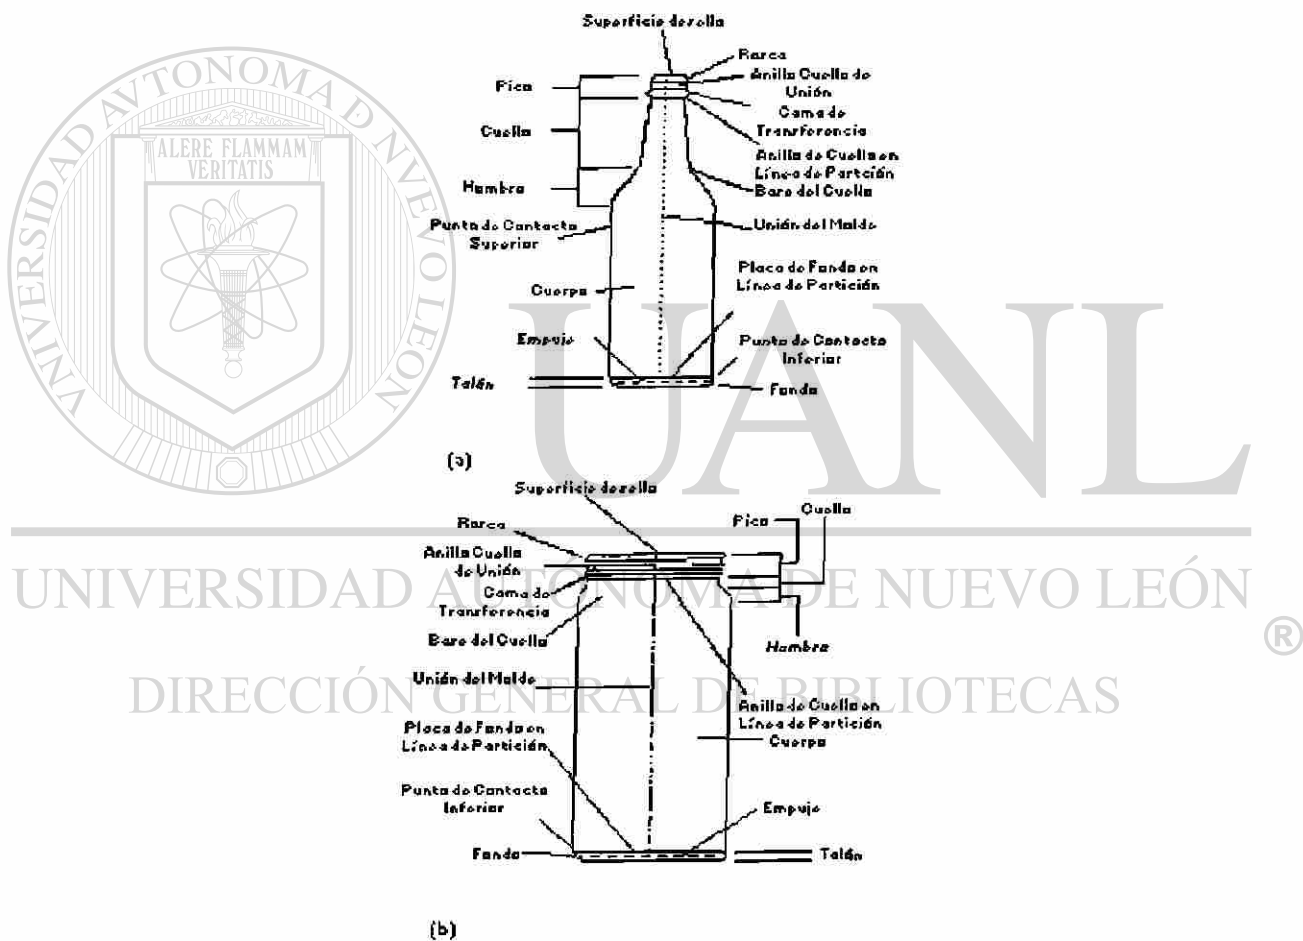 Superficie de sello
Rosca
Anillo Cuello de
Unión
Cama de
Transferencia
Anillo de Cuello en
Línea de Partición
Base del Cuello
Pico
Cuello
Hombro
Punto de Contacto
Superior
Unión del Molde
Placa de Fondo en
Línea de Partición
Cuerpo
Empuje
Punto de Contacto
Inferior
Talón
Fondo
(a)
Superficie de sello
Rosca
Pico
Cuello
Anillo Cuello
de Unión
Cama de
Transferencia
Base del Cuello
Hombro
Unión del Molde
Anillo de Cuello en
Línea de Partición
Cuerpo
Placa de Fondo en
Línea de Partición
Punto de Contacto
Inferior
Empuje
Fondo
Talón
(b)
UNIVERSIDAD AUTONOMA DE NUEVO LEON
ALERE FLAMMAM
VERITATIS
UANL
UNIVERSIDAD AUTÓNOMA DE NUEVO LEÓN
®
DIRECCIÓN GENERAL DE BIBLIOTECAS